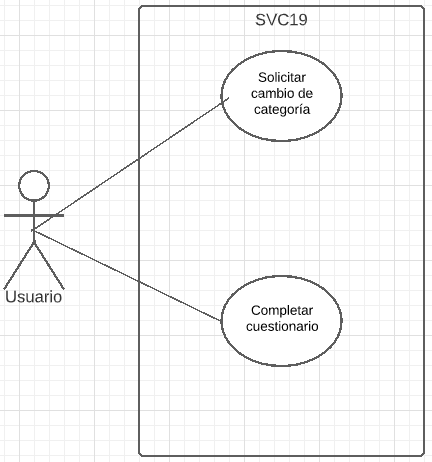 SVC19
Solicitar
cambio de
categoría
Usuario
Completar
cuestionario